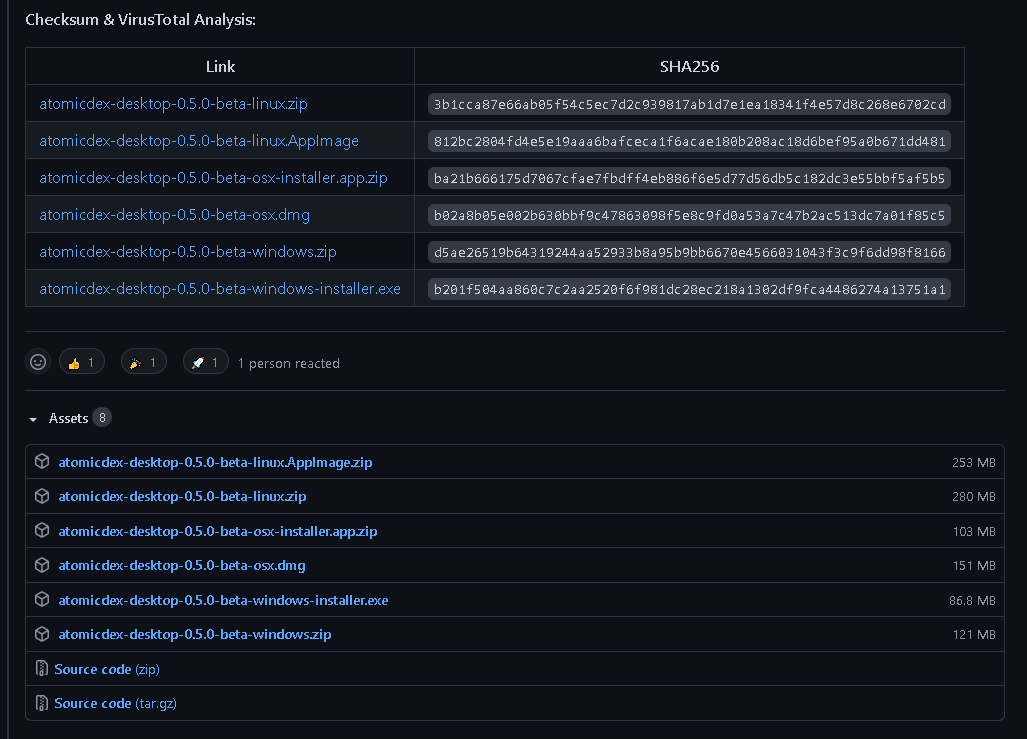 Checksum & VirusTotal Analysis:
Link SHA256
atomicdex-desktop-0.5.0-beta-linux.zip 3b1cca87e66ab05f54c5ec7d2c939817ab1d7e1ea18341f4e57d8c268e6702cd
atomicdex-desktop-0.5.0-beta-linux.AppImage 812bc2804fd4e5e19aaa6bafceca1f6acae180b208ac18d6bef95a0b671dd481
atomicdex-desktop-0.5.0-beta-osx-installer.app.zip ba21b666175d7067cfae7fbdff4eb886f6e5d77d56db5c182dc3e55bbf5af5b5
atomicdex-desktop-0.5.0-beta-osx.dmg b02a8b05e002b630bbf9c47863098f5e8c9fd0a53a7c47b2ac513dc7a01f85c5
atomicdex-desktop-0.5.0-beta-windows.zip d5ae26519b64319244aa52933b8a95b9bb6670e4566031043f3c9f6dd98f8166
atomicdex-desktop-0.5.0-beta-windows-installer.exe b201f504aa860c7c2aa2520f6f981dc28ec218a1302df9fca4486274a13751a1
👍 1 🎉 1 🚀 1 1 person reacted
Assets 8
atomicdex-desktop-0.5.0-beta-linux.AppImage.zip 253 MB
atomicdex-desktop-0.5.0-beta-linux.zip 280 MB
atomicdex-desktop-0.5.0-beta-osx-installer.app.zip 103 MB
atomicdex-desktop-0.5.0-beta-osx.dmg 151 MB
atomicdex-desktop-0.5.0-beta-windows-installer.exe 86.8 MB
atomicdex-desktop-0.5.0-beta-windows.zip 121 MB
Source code (zip)
Source code (tar.gz)